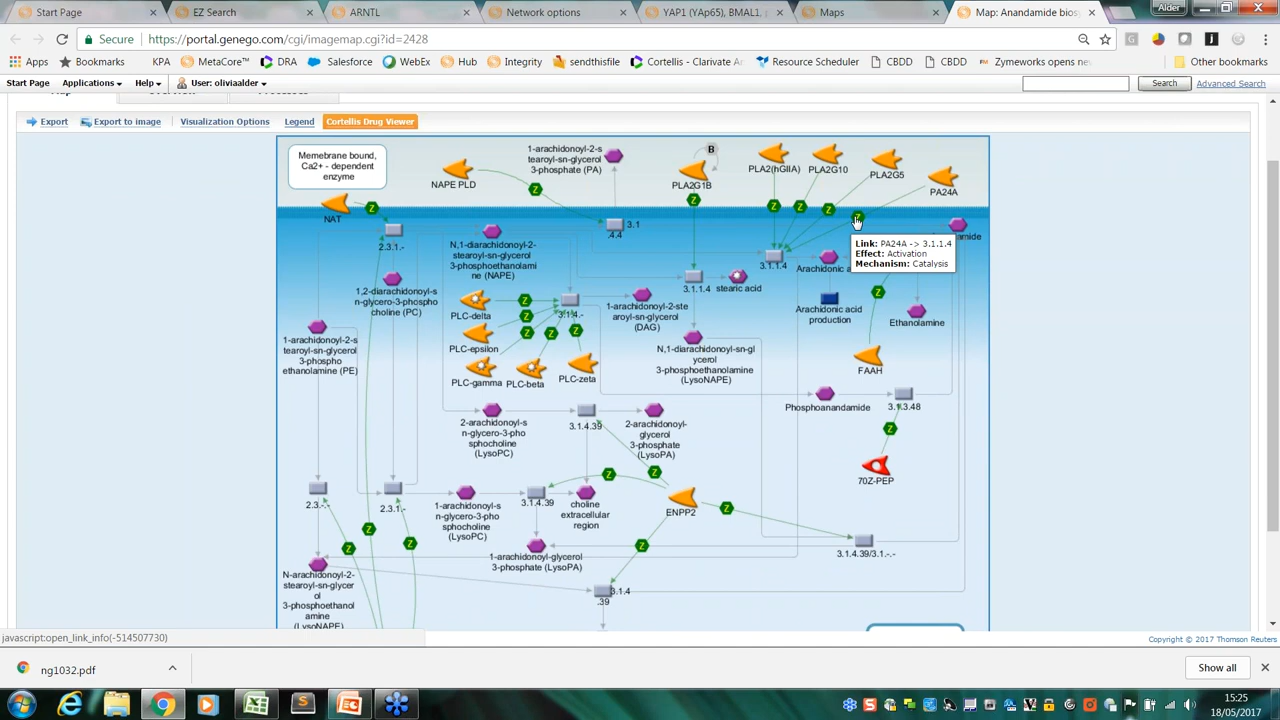 Start Page
EZ Search
ARNTL
Network options
YAP1 (YAp65), BMAL1,
Maps
Map: Anandamide bios
Alder
Secure
https://portal.genego.com/cgi/imagemap.cgi?id=2428
Apps
Bookmarks
KPA
MetaCore™
DRA
Salesforce
WebEx
Hub
Integrity
sendthisfile
Cortellis - Clarivate A
Resource Scheduler
CBDD
CBDD
Zymeworks opens ne
Other bookmarks
Start Page
Applications
Help
User: oliviaalder
Search
Advanced Search
Export
Export to image
Visualization Options
Legend
Cortellis Drug Viewer
Memebrane bound,
Ca2+ - dependent
enzyme
NAPE PLD
1-arachidonoyl-2-s
tearoyl-sn-glycerol
3-phosphate (PA)
B
PLA2G1B
PLA2(hGIIA)
PLA2G10
PLA2G5
PA24A
NAT
Z
Z
Z
Z
Z
Z
Z
2.3.1.-
3.1
.4.4
N,1-diarachidonoyl-2-
stearoyl-sn-glycerol
3-phosphoethanolami
ne (NAPE)
3.1.1.4
stearic acid
3.1.1.4
Arachidonic a
Link: PA24A -> 3.1.1.4
Effect: Activation
Mechanism: Catalysis
1,2-diarachidonoyl-
sn-glycero-3-phospho
choline (PC)
PLC-delta
PLC-epsilon
PLC-gamma
PLC-beta
PLC-zeta
Z
Z
Z
Z
Z
3.1.4.-
1-arachidonoyl-2-ste
aroyl-sn-glycerol
(DAG)
Arachidonic acid
production
Z
Ethanolamine
1-arachidonoyl-2-s
tearoyl-sn-glycerol
3-phospho
ethanolamine (PE)
N,1-diarachidonoyl-sn-gl
ycerol
3-phosphoethanolamine
(LysoNAPE)
FAAH
Phosphoanandamide
3.1.3.48
Z
70Z-PEP
2-arachidonoyl-s
n-glycero-3-pho
sphocholine
(LysoPC)
3.1.4.39
2-arachidonyl-
glycerol
3-phosphate
(LysoPA)
Z
Z
2.3.-.-
2.3.1.-
1-arachidonoyl-s
n-glycero-3-pho
sphocholine
(LysoPC)
3.1.4.39
choline
extracellular
region
ENPP2
Z
Z
Z
Z
Z
3.1.4.39/3.1.-.-
1-arachidonoyl-glycerol
3-phosphate (LysoPA)
N-arachidonoyl-2-
stearoyl-sn-glycer
ol
3-phosphoethanol
amine
(LysoNAPE)
3.1.4
.39
javascript:open_link_info(-514507730)
Copyright © 2017 Thomson Reuters
ng1032.pdf
Show all
15:25
18/05/2017